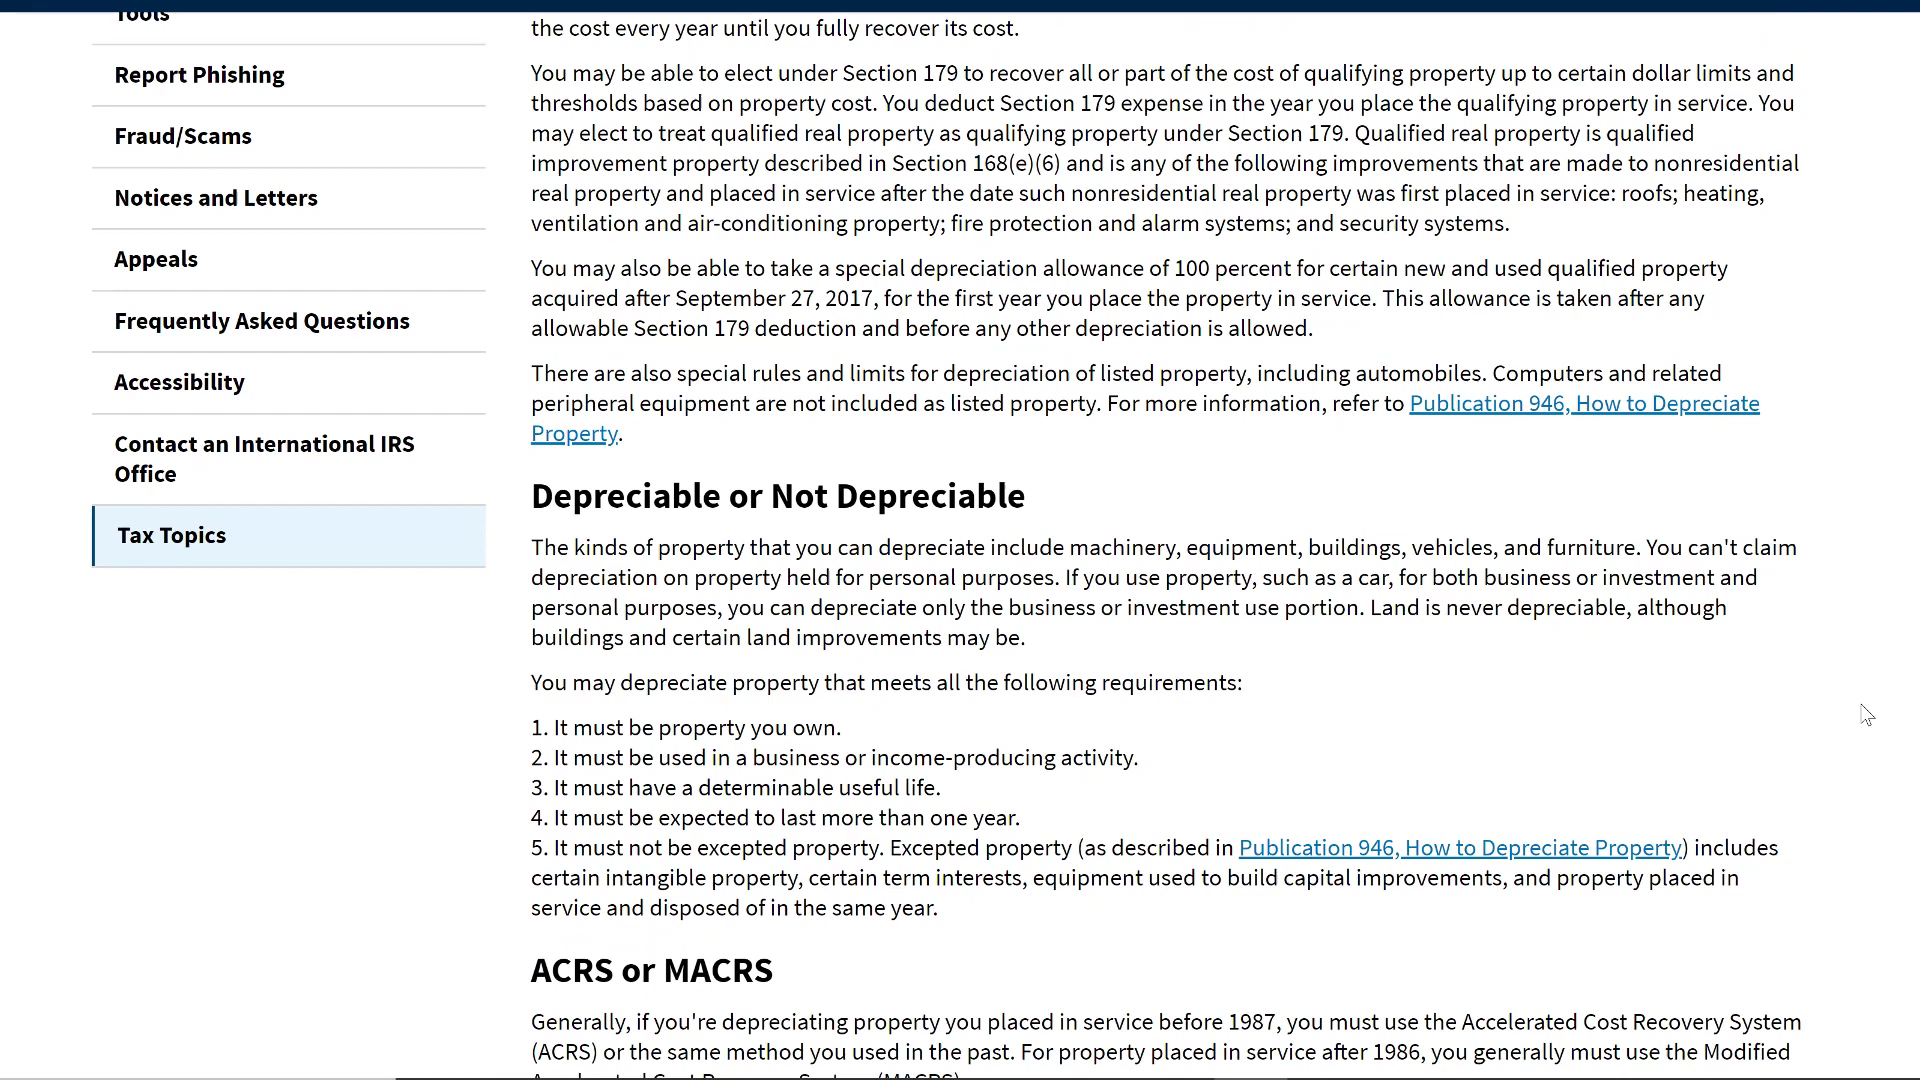 Tools
Report Phishing
Fraud/Scams
Notices and Letters
Appeals
Frequently Asked Questions
Accessibility
Contact an International IRS
Office
Tax Topics
the cost every year until you fully recover its cost.
You may be able to elect under Section 179 to recover all or part of the cost of qualifying property up to certain dollar limits and
thresholds based on property cost. You deduct Section 179 expense in the year you place the qualifying property in service. You
may elect to treat qualified real property as qualifying property under Section 179. Qualified real property is qualified
improvement property described in Section 168(e)(6) and is any of the following improvements that are made to nonresidential
real property and placed in service after the date such nonresidential real property was first placed in service: roofs; heating,
ventilation and air-conditioning property; fire protection and alarm systems; and security systems.
You may also be able to take a special depreciation allowance of 100 percent for certain new and used qualified property
acquired after September 27, 2017, for the first year you place the property in service. This allowance is taken after any
allowable Section 179 deduction and before any other depreciation is allowed.
There are also special rules and limits for depreciation of listed property, including automobiles. Computers and related
peripheral equipment are not included as listed property. For more information, refer to Publication 946, How to Depreciate
Property.
Depreciable or Not Depreciable
The kinds of property that you can depreciate include machinery, equipment, buildings, vehicles, and furniture. You can't claim
depreciation on property held for personal purposes. If you use property, such as a car, for both business or investment and
personal purposes, you can depreciate only the business or investment use portion. Land is never depreciable, although
buildings and certain land improvements may be.
You may depreciate property that meets all the following requirements:
1. It must be property you own.
2. It must be used in a business or income-producing activity.
3. It must have a determinable useful life.
4. It must be expected to last more than one year.
5. It must not be excepted property. Excepted property (as described in Publication 946, How to Depreciate Property) includes
certain intangible property, certain term interests, equipment used to build capital improvements, and property placed in
service and disposed of in the same year.
ACRS or MACRS
Generally, if you're depreciating property you placed in service before 1987, you must use the Accelerated Cost Recovery System
(ACRS) or the same method you used in the past. For property placed in service after 1986, you generally must use the Modified
Accelerated Cost Recovery System (MACRS)